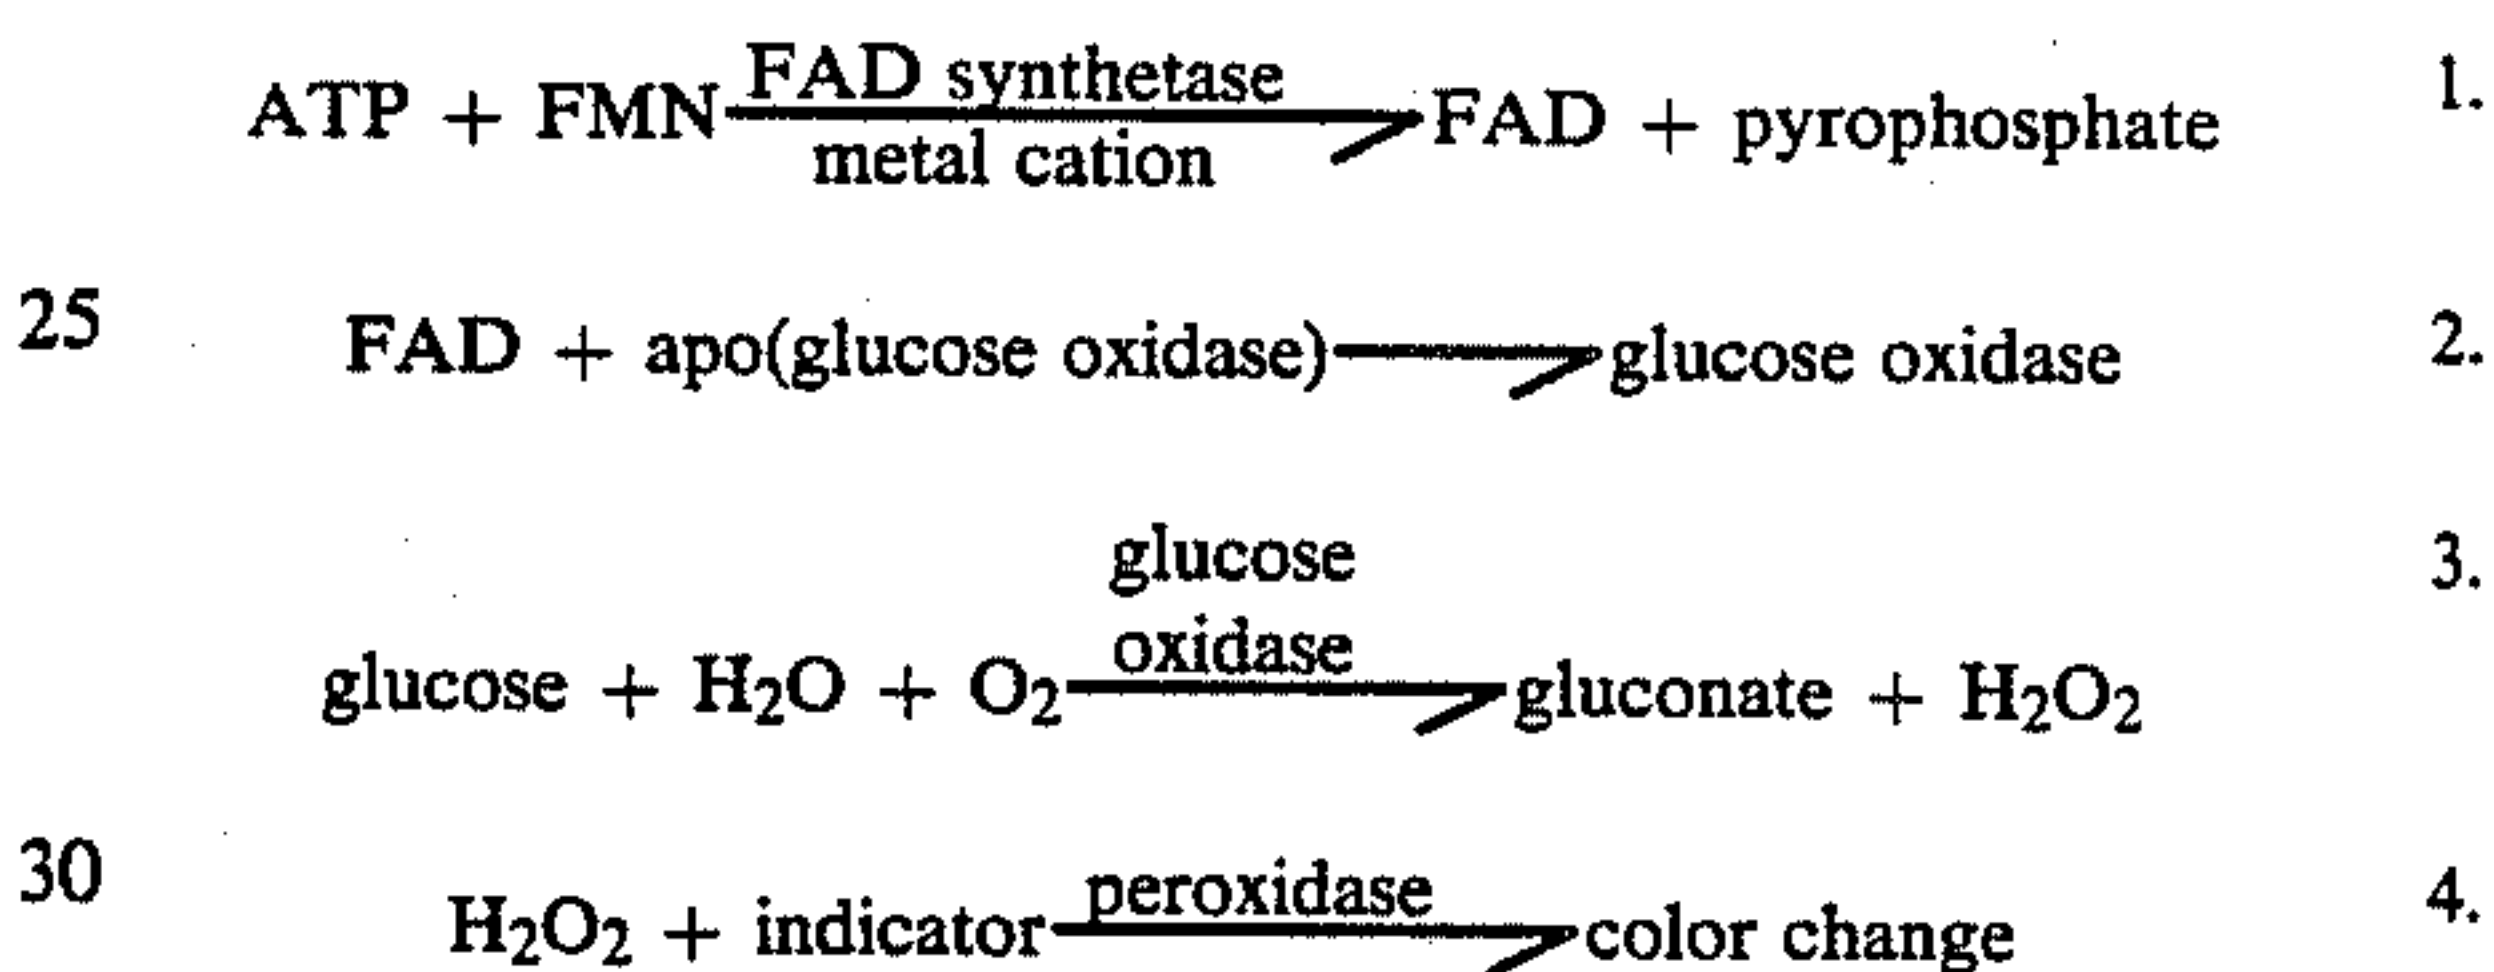 FAD synthetase
ATP + FMN → FAD + pyrophosphate 1.
metal cation
25 FAD + apo(glucose oxidase) → glucose oxidase 2.
glucose 3.
oxidase
glucose + H₂O + O₂ → gluconate + H₂O₂
30 peroxidase 4.
H₂O₂ + indicator → color change